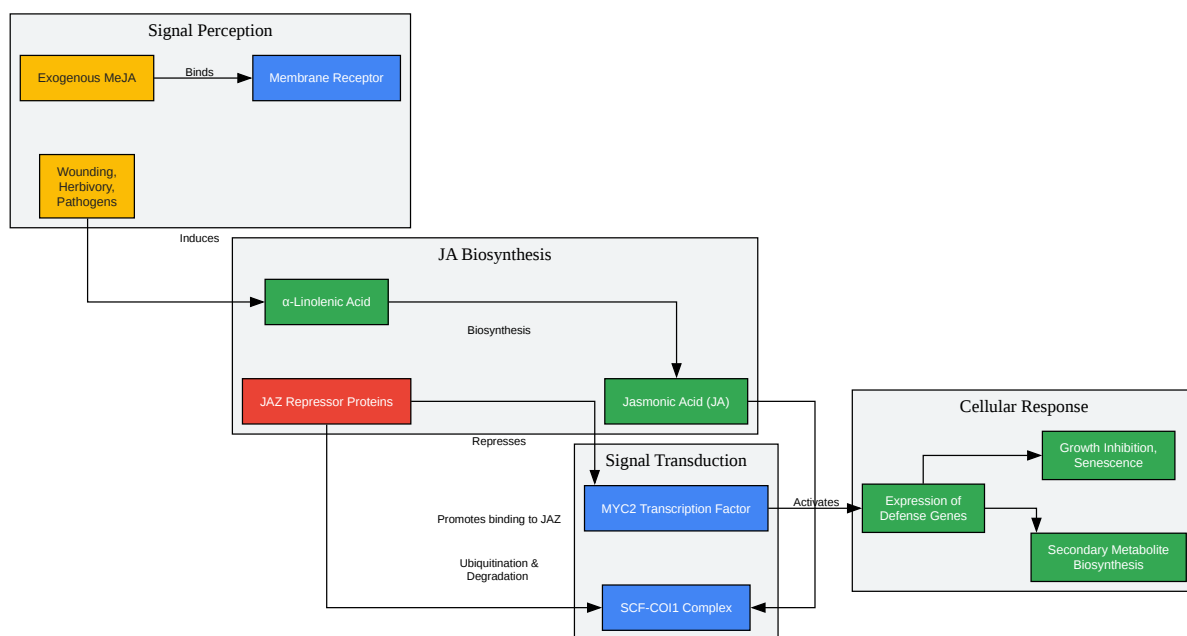 Signal Perception
Exogenous MeJA
Binds
Membrane Receptor
Wounding,
Herbivory,
Pathogens
Induces
JA Biosynthesis
α-Linolenic Acid
Biosynthesis
JAZ Repressor Proteins
Jasmonic Acid (JA)
Represses
Signal Transduction
MYC2 Transcription Factor
Activates
Promotes binding to JAZ
Ubiquitination &
Degradation
SCF-COI1 Complex
Cellular Response
Growth Inhibition,
Senescence
Expression of
Defense Genes
Secondary Metabolite
Biosynthesis